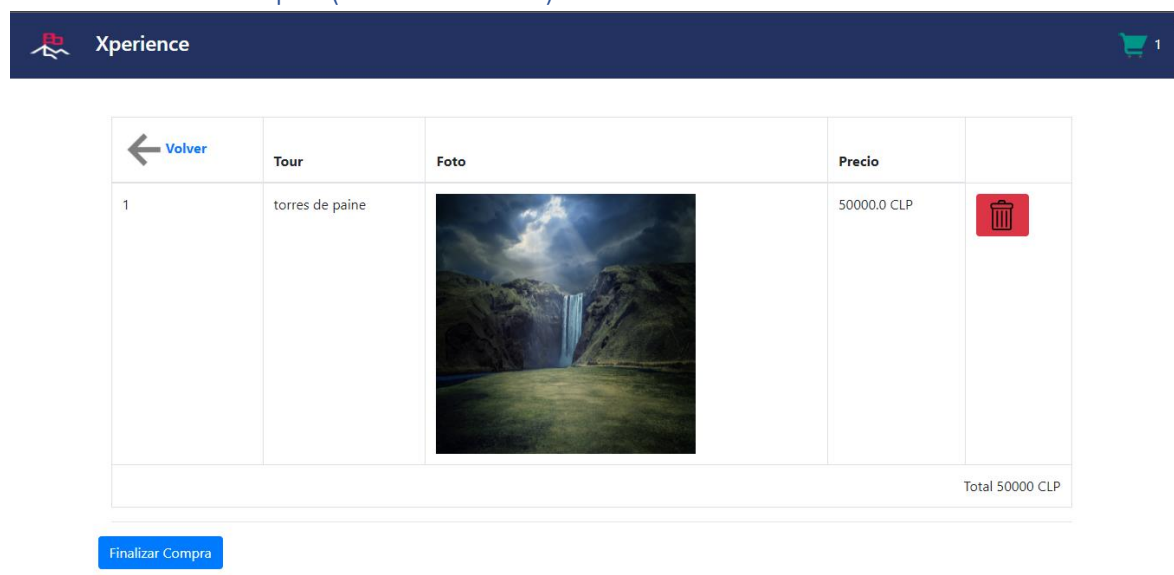 Xperience
1
Volver
Tour
Foto
Precio
1
torres de paine
50000.0 CLP
Total 50000 CLP
Finalizar Compra